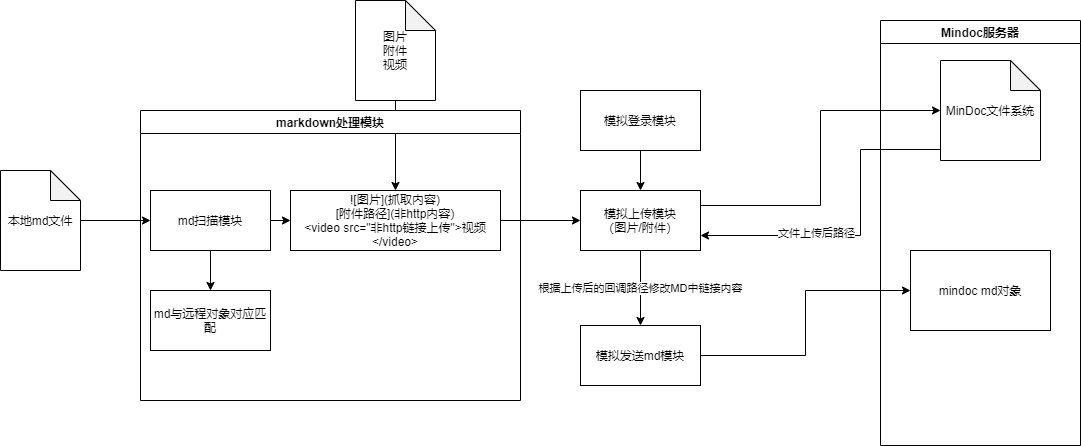 图片
附件
视频
Mindoc服务器
markdown处理模块
模拟登录模块
MinDoc文件系统
本地md文件
md扫描模块
![图片](抓取内容)
[附件路径](非http内容)
<video src="非http链接上传">视频
</video>
模拟上传模块
（图片/附件）
文件上传后路径
md与远程对象对应匹
配
根据上传后的回调路径修改MD中链接内容
mindoc md对象
模拟发送md模块